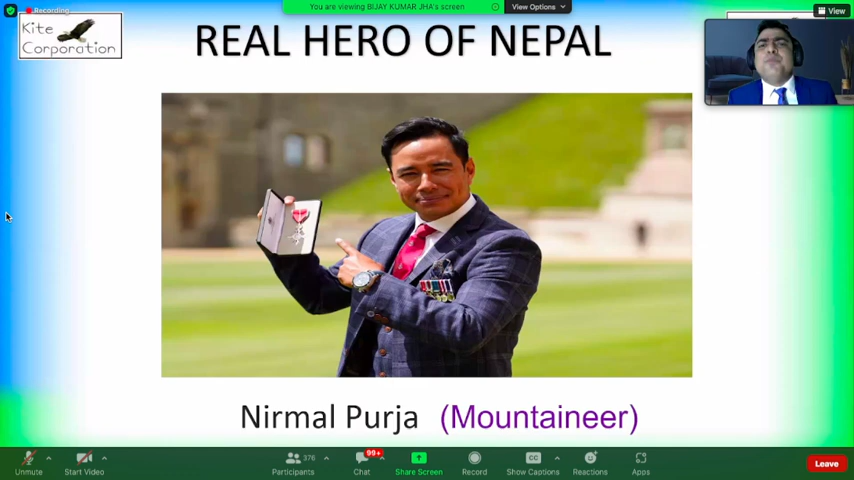 You are viewing BIJAY KUMAR JHA's screen
View Options
Recording
View
Kite
Corporation
REAL HERO OF NEPAL
Nirmal Purja (Mountaineer)
Unmute
Start Video
376
Participants
99+
Chat
Share Screen
Record
CC
Show Captions
Reactions
Apps
Leave